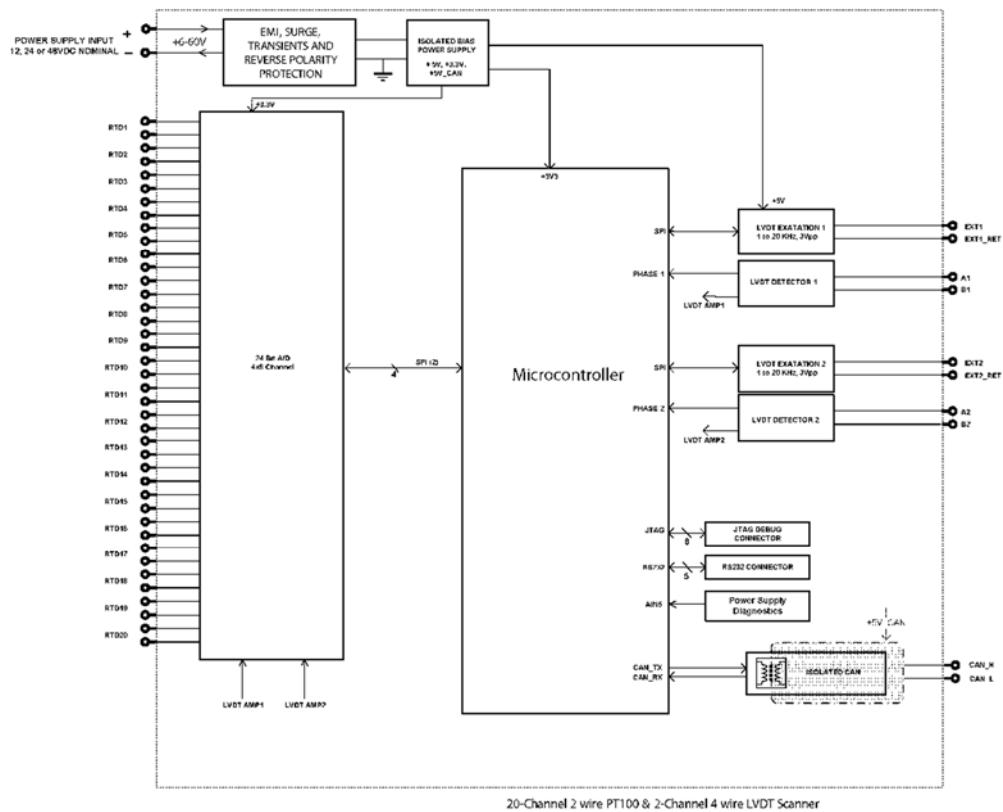 POWER SUPPLY INPUT
12, 24 or 48VDC NOMINAL
+
−
+6-60V
EMI, SURGE,
TRANSIENTS AND
REVERSE POLARITY
PROTECTION
ISOLATED BIAS
POWER SUPPLY
+5V, +3.3V,
+5V_CAN
+3.3V
RTD1
RTD2
RTD3
RTD4
RTD5
RTD6
RTD7
RTD8
RTD9
RTD10
RTD11
RTD12
RTD13
RTD14
RTD15
RTD16
RTD17
RTD18
RTD19
RTD20
24 Bit A/D
LVDT AMP1
LVDT AMP2
SPI (2)
4
+3V3
Microcontroller
SPI
PHASE 1
SPI
PHASE 2
JTAG
RS232
AIN5
CAN_TX
CAN_RX
+5V
LVDT EXATATION 1
1 to 20 KHz, 3Vpp
EXT1
EXT1_RET
LVDT DETECTOR 1
LVDT AMP1
A1
B1
LVDT EXATATION 2
1 to 20 KHz, 3Vpp
EXT2
EXT2_RET
LVDT DETECTOR 2
LVDT AMP2
A2
B2
JTAG DEBUG
CONNECTOR
5
RS232 CONNECTOR
Power Supply
Diagnostics
+5V_CAN
ISOLATED CAN
CAN_H
CAN_L
20-Channel 2 wire PT100 & 2-Channel 4 wire LVDT Scanner